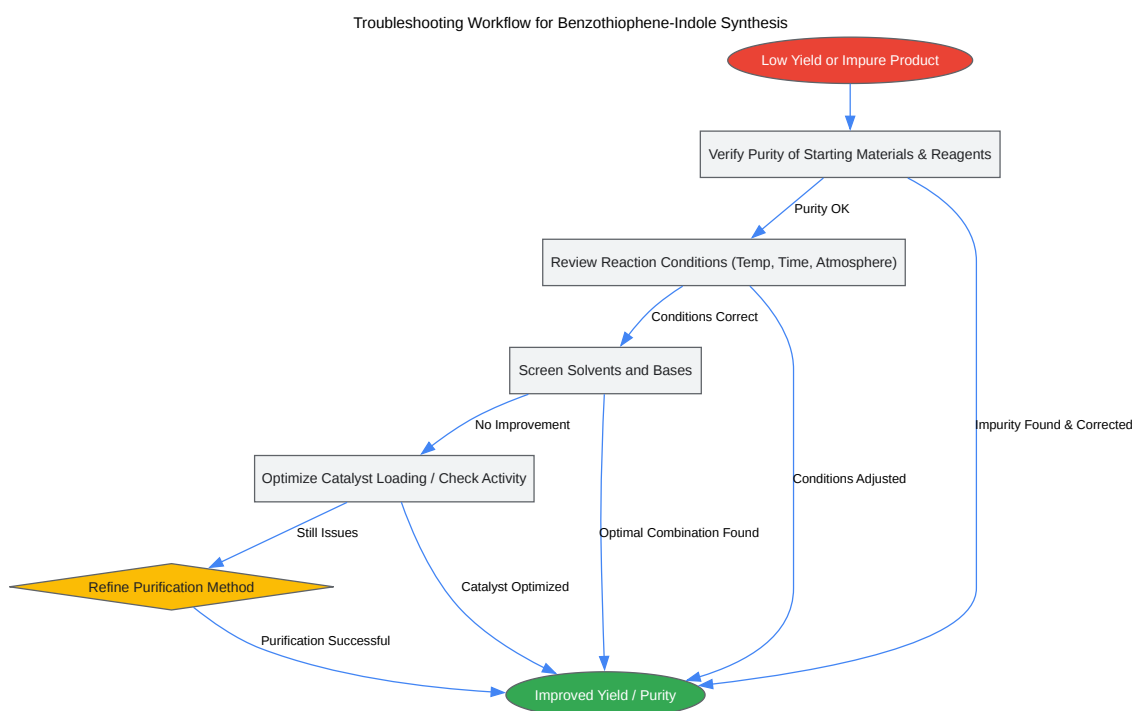 Troubleshooting Workflow for Benzothiophene-Indole Synthesis
Low Yield or Impure Product
Verify Purity of Starting Materials & Reagents
Purity OK
Review Reaction Conditions (Temp, Time, Atmosphere)
Conditions Correct
Screen Solvents and Bases
No Improvement
Impurity Found & Corrected
Optimize Catalyst Loading / Check Activity
Conditions Adjusted
Still Issues
Optimal Combination Found
Refine Purification Method
Catalyst Optimized
Purification Successful
Improved Yield / Purity